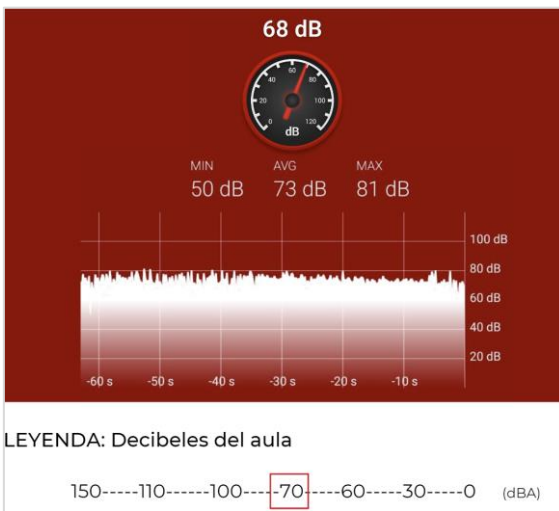 68 dB
60
40 80
20 100
0 120
dB
MIN AVG MAX
50 dB 73 dB 81 dB
100 dB
80 dB
60 dB
40 dB
20 dB
-60 s -50 s -40 s -30 s -20 s -10 s
LEYENDA: Decibeles del aula
150-----110-----100-----70-----60----30----0 (dBA)